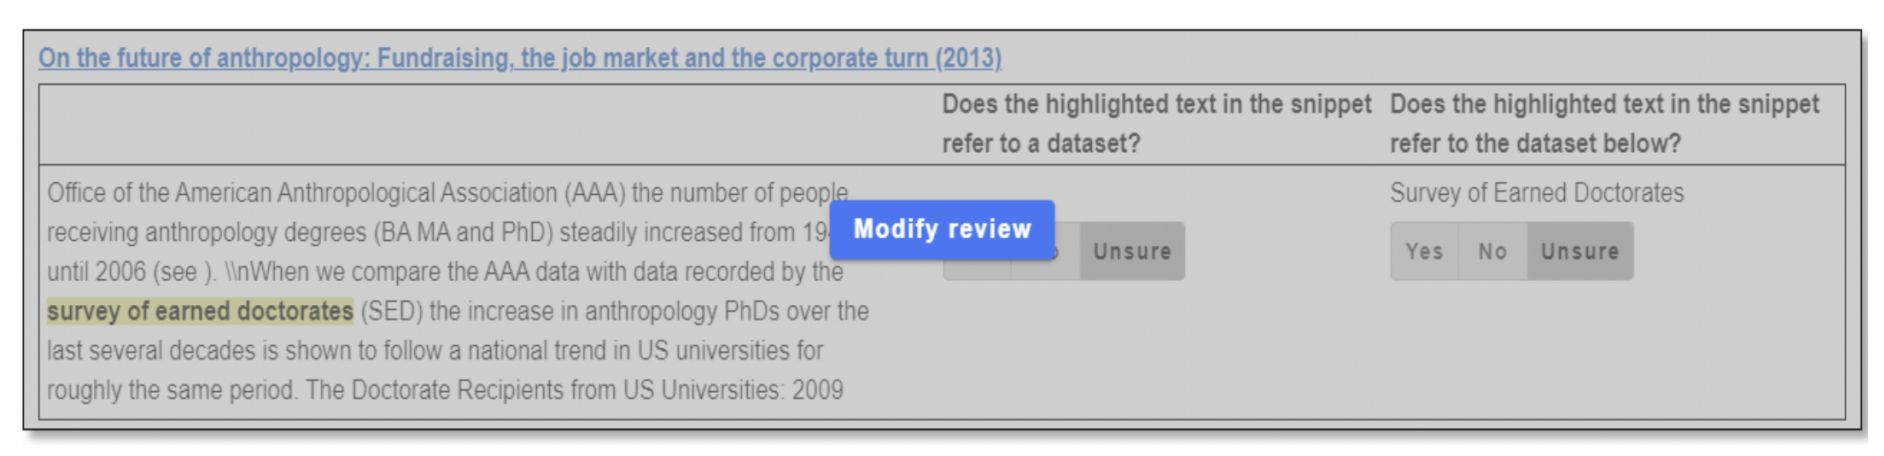 On the future of anthropology: Fundraising, the job market and the corporate turn (2013)
Does the highlighted text in the snippet
refer to a dataset?
Does the highlighted text in the snippet
refer to the dataset below?
Office of the American Anthropological Association (AAA) the number of people
receiving anthropology degrees (BA MA and PhD) steadily increased from
until 2006 (see ). \\nWhen we compare the AAA data with data recorded by the
survey of earned doctorates (SED) the increase in anthropology PhDs over the
last several decades is shown to follow a national trend in US universities for
roughly the same period. The Doctorate Recipients from US Universities: 2009
Modify review
Unsure
Survey of Earned Doctorates
Yes No Unsure